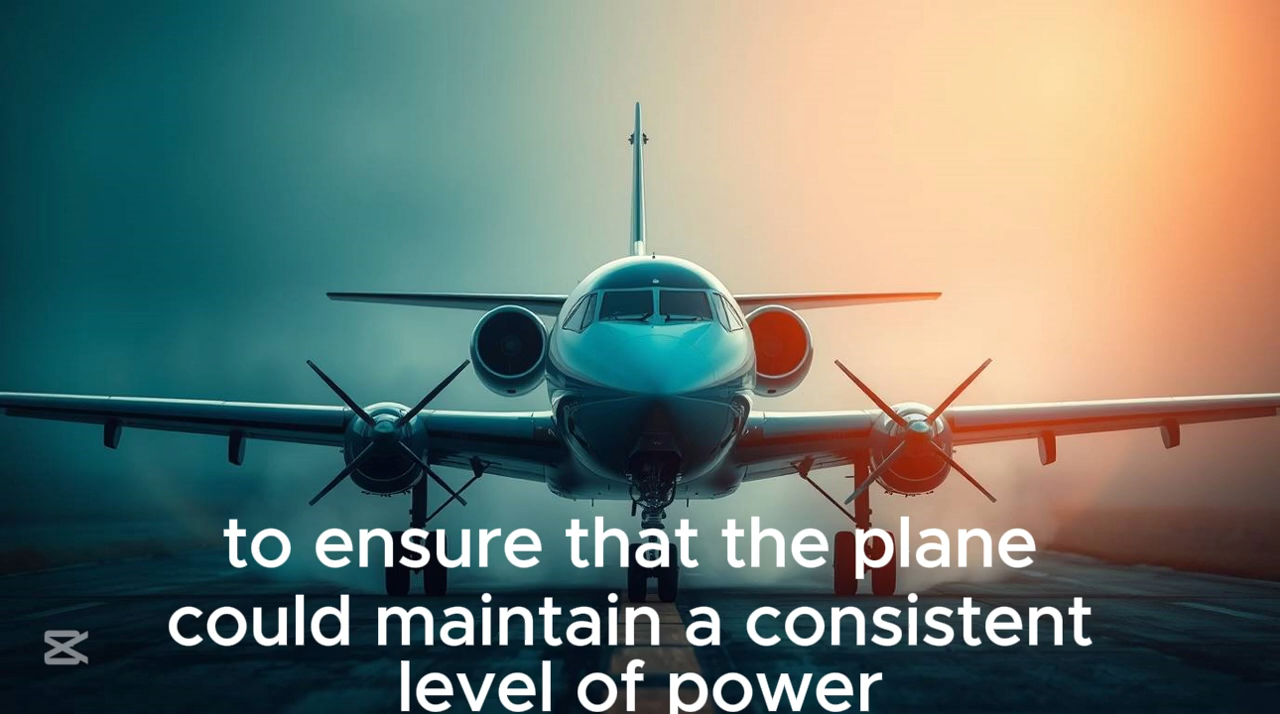 to ensure that the plane
could maintain a consistent
level of power